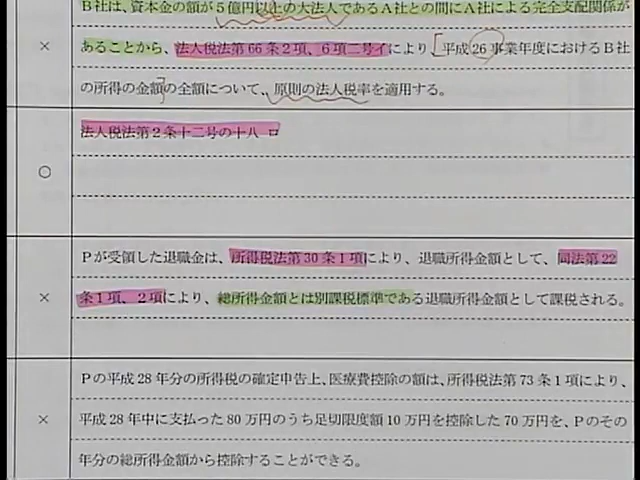 B社は、資本金の額が5億円以上の大法人であるA社との間にA社による完全支配関係が
× あることから、法人税法第66条2項、6項二号イにより、平成26事業年度におけるB社
の所得の金額の全額について、原則の法人税率を適用する。
法人税法第2条十二号の十八 ロ
○
Pが受領した退職金は、所得税法第30条1項により、退職所得金額として、同法第22
× 条1項、2項により、総所得金額とは別課税標準である退職所得金額として課税される。
Pの平成28年分の所得税の確定申告上、医療費控除の額は、所得税法第73条1項により、
× 平成28年中に支払った80万円のうち足切限度額10万円を控除した70万円を、Pのその
年分の総所得金額から控除することができる。